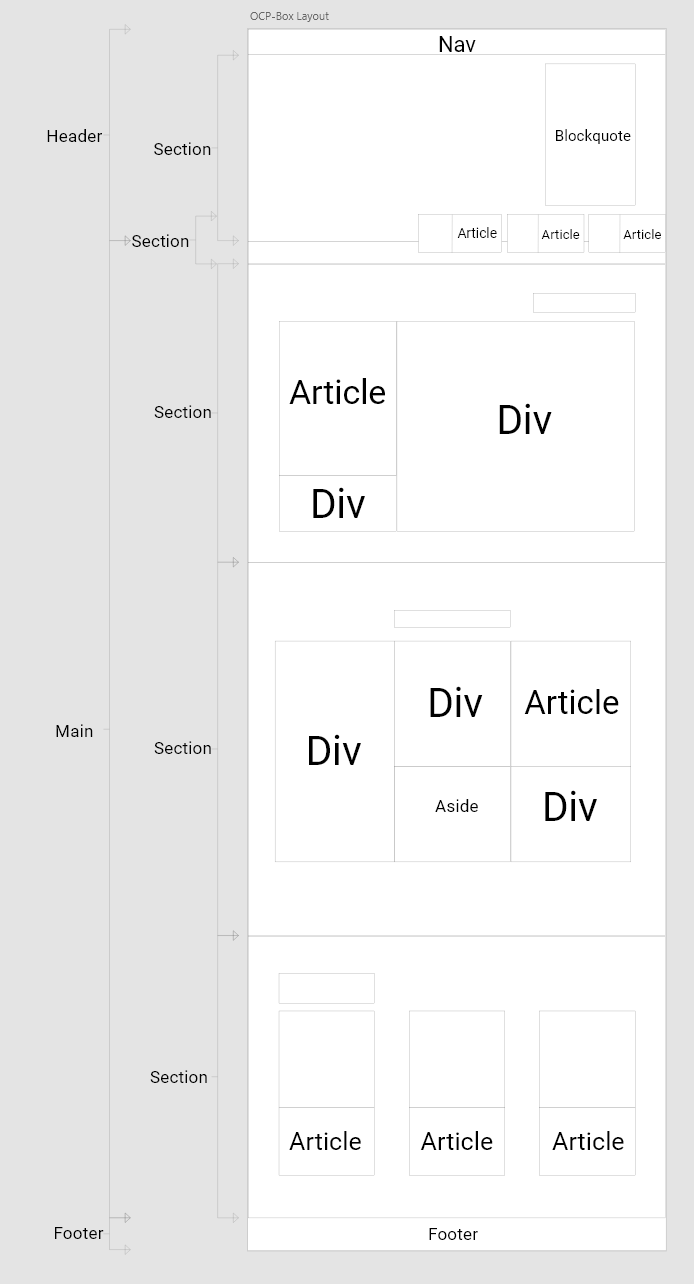 OCP-Box Layout
Nav
Header
Section
Blockquote
Section
Article
Article
Article
Section
Article
Div
Div
Main
Section
Div
Div
Article
Aside
Div
Section
Article
Article
Article
Footer
Footer